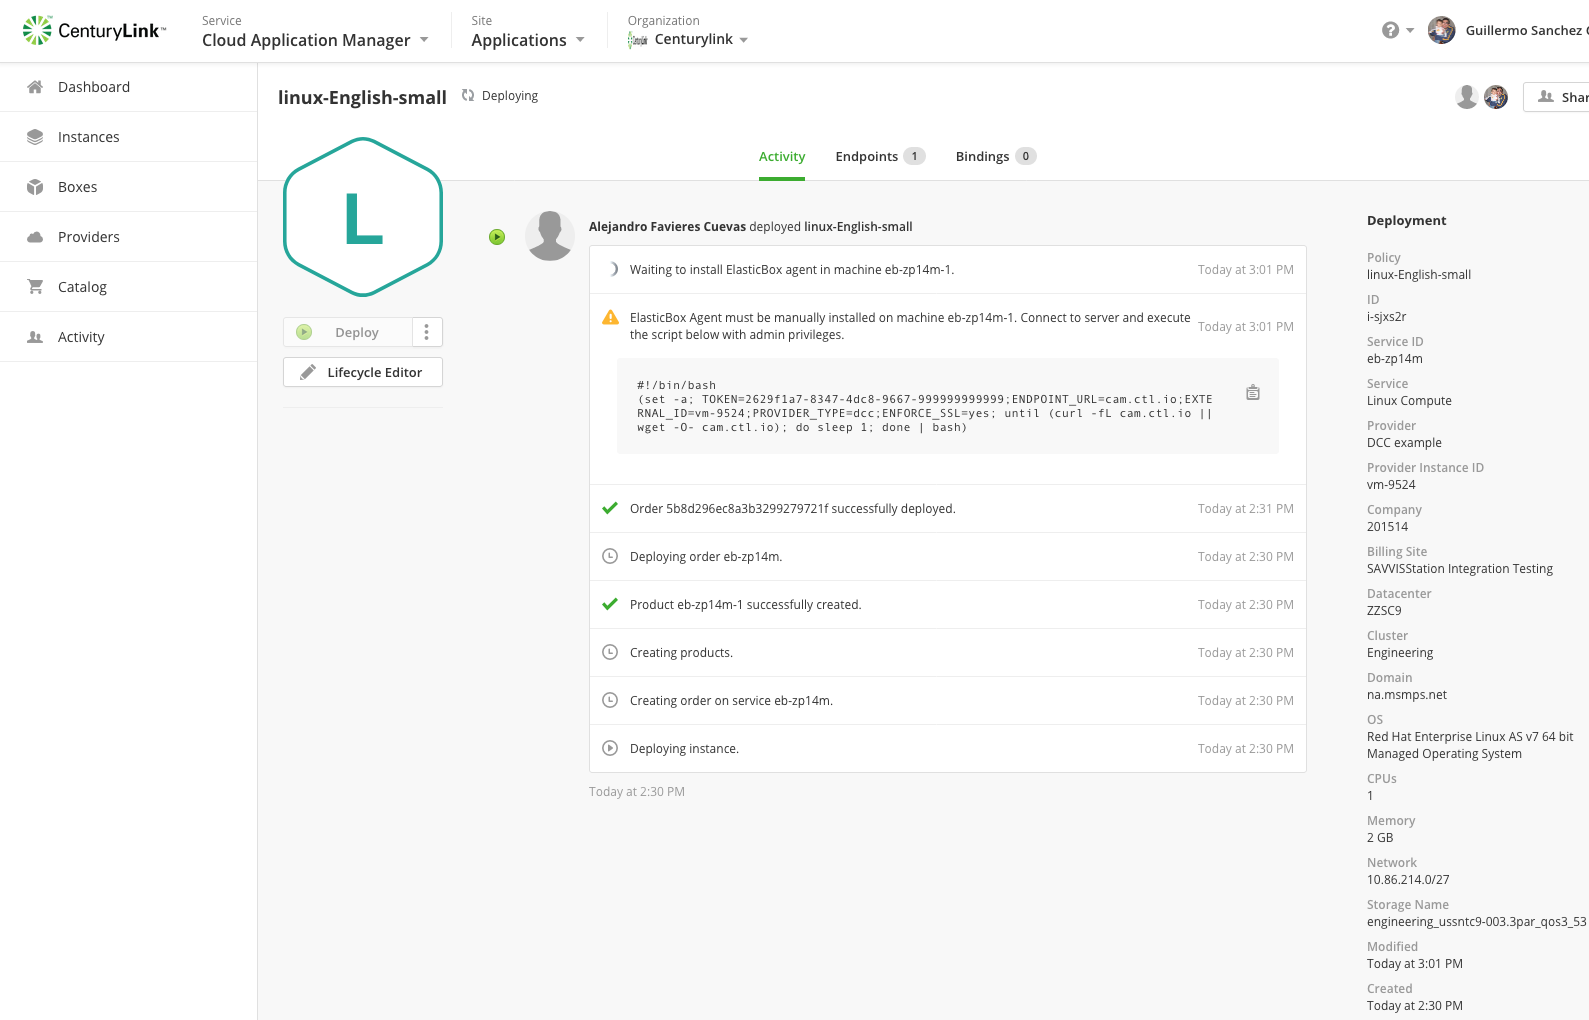 CenturyLink™
Service
Cloud Application Manager
Site
Applications
Organization
Centurylink
Guillermo Sanchez
Dashboard
Instances
Boxes
Providers
Catalog
Activity
linux-English-small
Deploying
Activity
Endpoints 1
Bindings 0
L
Deploy
Lifecycle Editor
Alejandro Favieres Cuevas deployed linux-English-small
Waiting to install ElasticBox agent in machine eb-zp14m-1.
Today at 3:01 PM
ElasticBox Agent must be manually installed on machine eb-zp14m-1. Connect to server and execute
the script below with admin privileges.
Today at 3:01 PM
#!/bin/bash
(set -a; TOKEN=2629f1a7-8347-4dc8-9667-999999999999;ENDPOINT_URL=cam.ctl.io;EXTE
RNAL_ID=vm-9524;PROVIDER_TYPE=dcc;ENFORCE_SSL=yes; until (curl -fL cam.ctl.io ||
wget -O- cam.ctl.io); do sleep 1; done | bash)
Order 5b8d296ec8a3b3299279721f successfully deployed.
Today at 2:31 PM
Deploying order eb-zp14m.
Today at 2:30 PM
Product eb-zp14m-1 successfully created.
Today at 2:30 PM
Creating products.
Today at 2:30 PM
Creating order on service eb-zp14m.
Today at 2:30 PM
Deploying instance.
Today at 2:30 PM
Today at 2:30 PM
Shar
Deployment
Policy
linux-English-small
ID
i-sjxs2r
Service ID
eb-zp14m
Service
Linux Compute
Provider
DCC example
Provider Instance ID
vm-9524
Company
201514
Billing Site
SAVVISStation Integration Testing
Datacenter
ZZSC9
Cluster
Engineering
Domain
na.msmps.net
OS
Red Hat Enterprise Linux AS v7 64 bit
Managed Operating System
CPUs
1
Memory
2 GB
Network
10.86.214.0/27
Storage Name
engineering_ussntc9-003.3par_qos3_53
Modified
Today at 3:01 PM
Created
Today at 2:30 PM